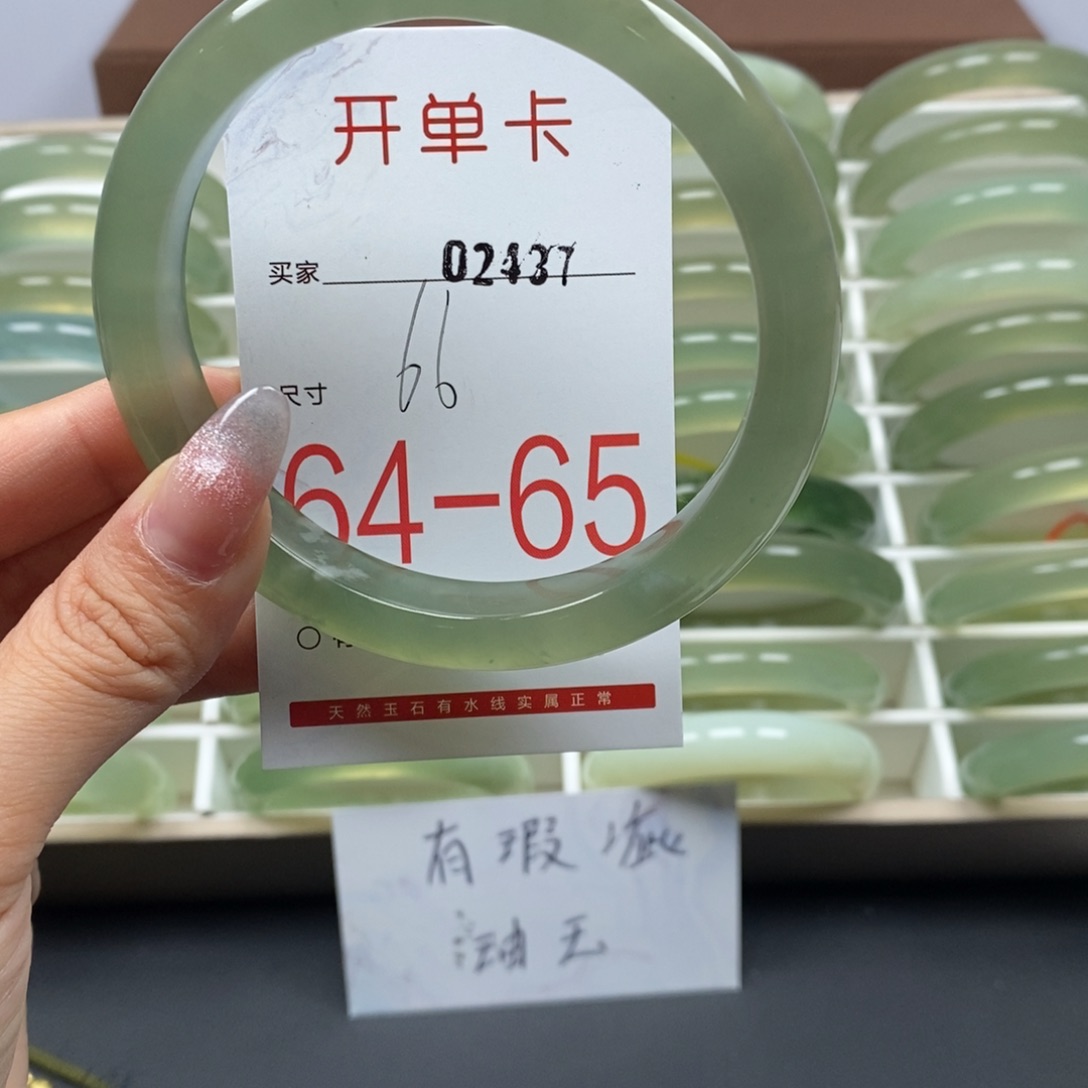 开单卡
买家 02437
66
尺寸
64-65
天然玉石有水线实属正常
有瑕疵
油玉